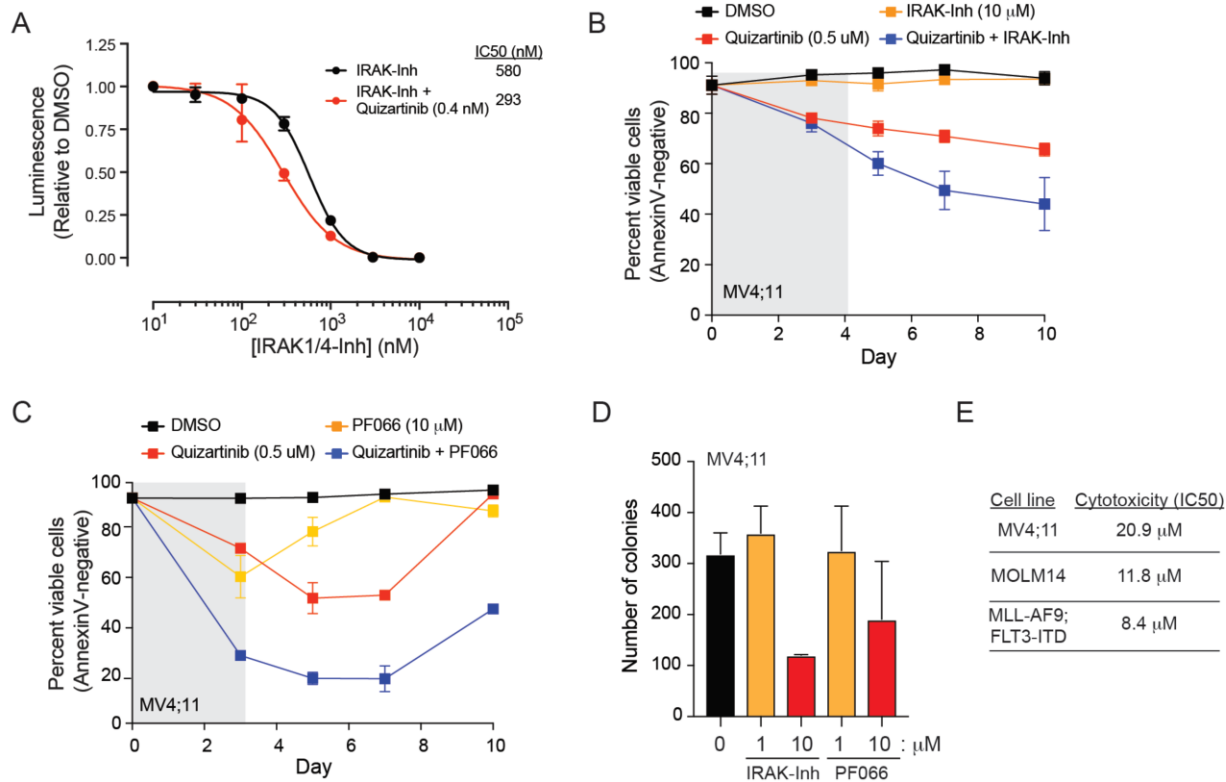 A
1.25
1.00
0.75
0.50
0.25
0.00
Luminescence
(Relative to DMSO)
IC50 (nM)
IRAK-Inh
580
IRAK-Inh +
Quizartinib (0.4 nM)
293
10¹ 10² 10³ 10⁴ 10⁵
[IRAK1/4-Inh] (nM)
B
DMSO
IRAK-Inh (10 μM)
Quizartinib (0.5 uM)
Quizartinib + IRAK-Inh
100
80
60
40
20
0
Percent viable cells
(AnnexinV-negative)
MV4;11
0 2 4 6 8 10
Day
C
DMSO
PF066 (10 μM)
Quizartinib (0.5 uM)
Quizartinib + PF066
100
80
60
40
20
0
Percent viable cells
(AnnexinV-negative)
MV4;11
0 2 4 6 8 10
Day
D
MV4;11
500
400
300
200
100
0
Number of colonies
0 1 10 1 10 : μM
IRAK-Inh PF066
E
Cell line Cytotoxicity (IC50)
MV4;11 20.9 μM
MOLM14 11.8 μM
MLL-AF9;
FLT3-ITD
8.4 μM